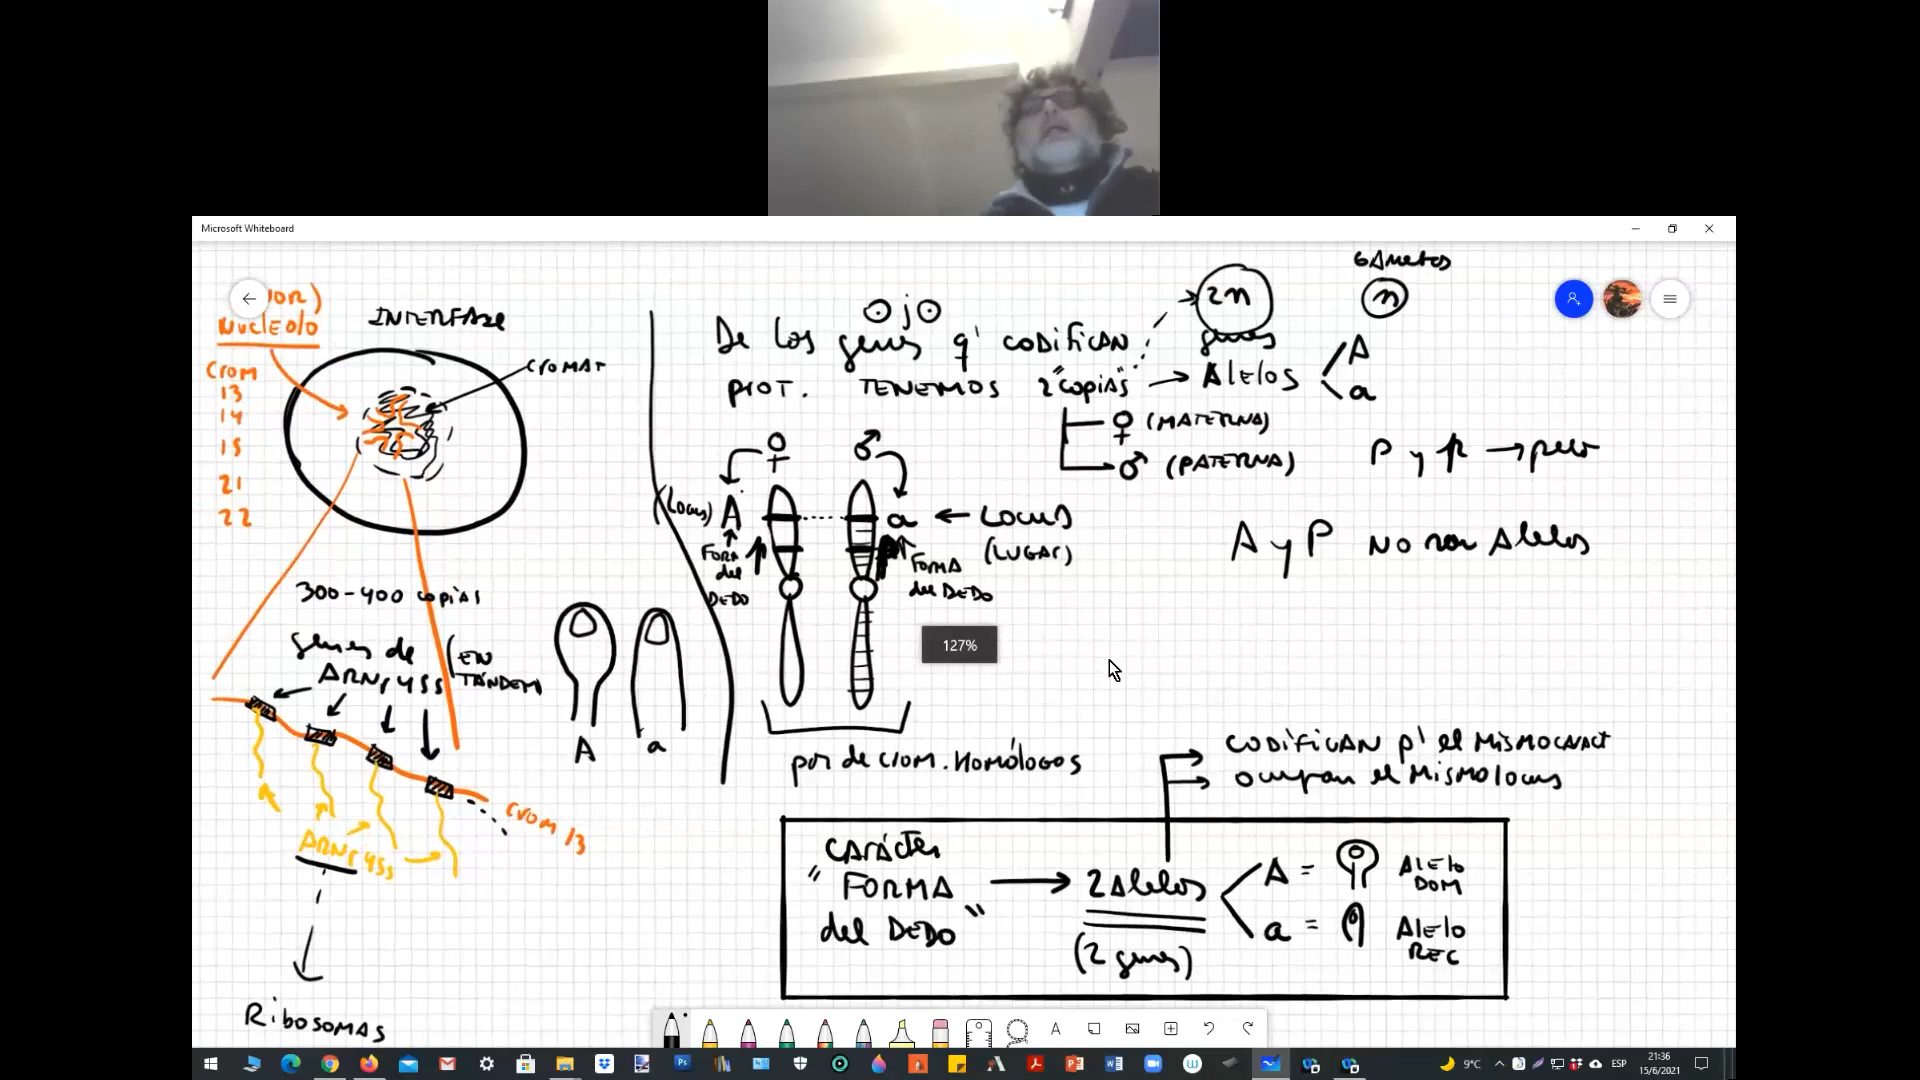 Microsoft Whiteboard
Nucleolo
Crom
13
14
15
21
22
INTERFASE
CROMAT
300-400 copias
genes de
ARNr 45s
(EN
TÁNDEM)
Crom 13
ARNr 45s
Ribosomas
A
a
OjO
De los genes q' codifican
prot. TENEMOS 2 "copias" → Alelos
A
a
2n
genes
GAmetos
n
♀ (MATERNA)
♂ (PATERNA)
P y p → pelo
A y P NO son Alelos
♀ ♂
(Locus) A
a ← LOCUS
(LUGAR)
FORMA
del
DEDO
FORMA
del DEDO
127%
par de crom. Homólogos
CODIFICAN p' el Mismo caract
ocupan el Mismo locus
CARÁCTER
"FORMA
del DEDO"
→ 2 Alelos
(2 genes)
A =
Alelo
DOM
a =
Alelo
REC
9°C
ESP
21:36
15/6/2021